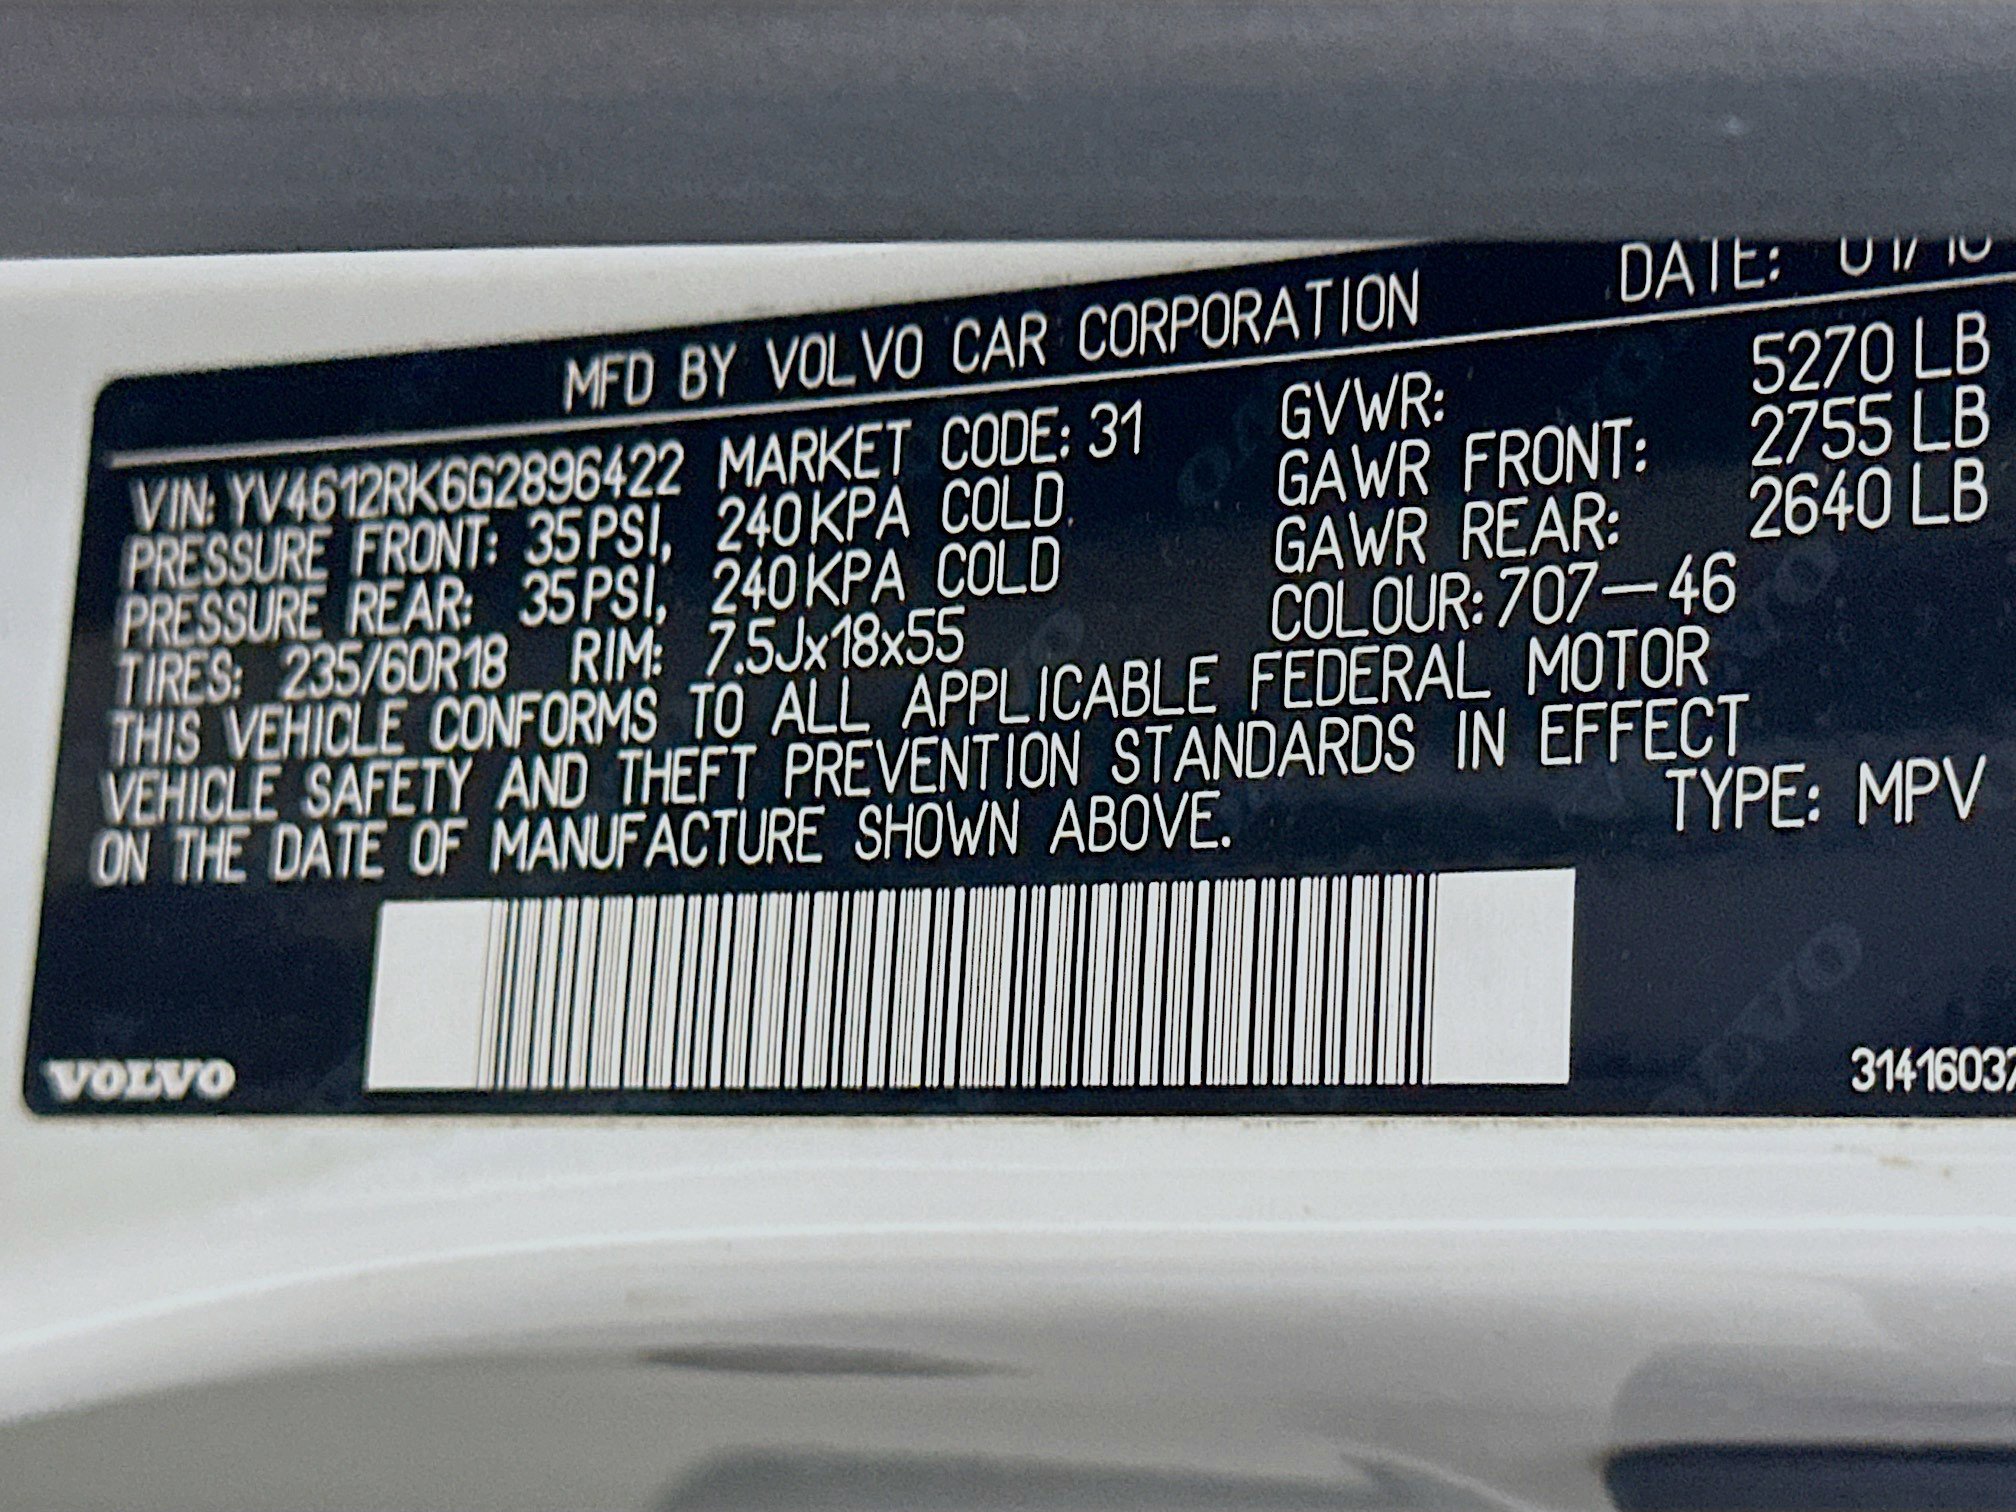 MFD BY VOLVO CAR CORPORATION DATE:
VIN: YV4612RK6G2896422 MARKET CODE: 31 GVWR: 5270 LB
PRESSURE FRONT: 35PSI, 240KPA COLD GAWR FRONT: 2755 LB
PRESSURE REAR: 35PSI, 240KPA COLD GAWR REAR: 2640 LB
TIRES: 235/60R18 RIM: 7.5Jx18x55 COLOUR: 707-46
THIS VEHICLE CONFORMS TO ALL APPLICABLE FEDERAL MOTOR
VEHICLE SAFETY AND THEFT PREVENTION STANDARDS IN EFFECT
ON THE DATE OF MANUFACTURE SHOWN ABOVE. TYPE: MPV
VOLVO